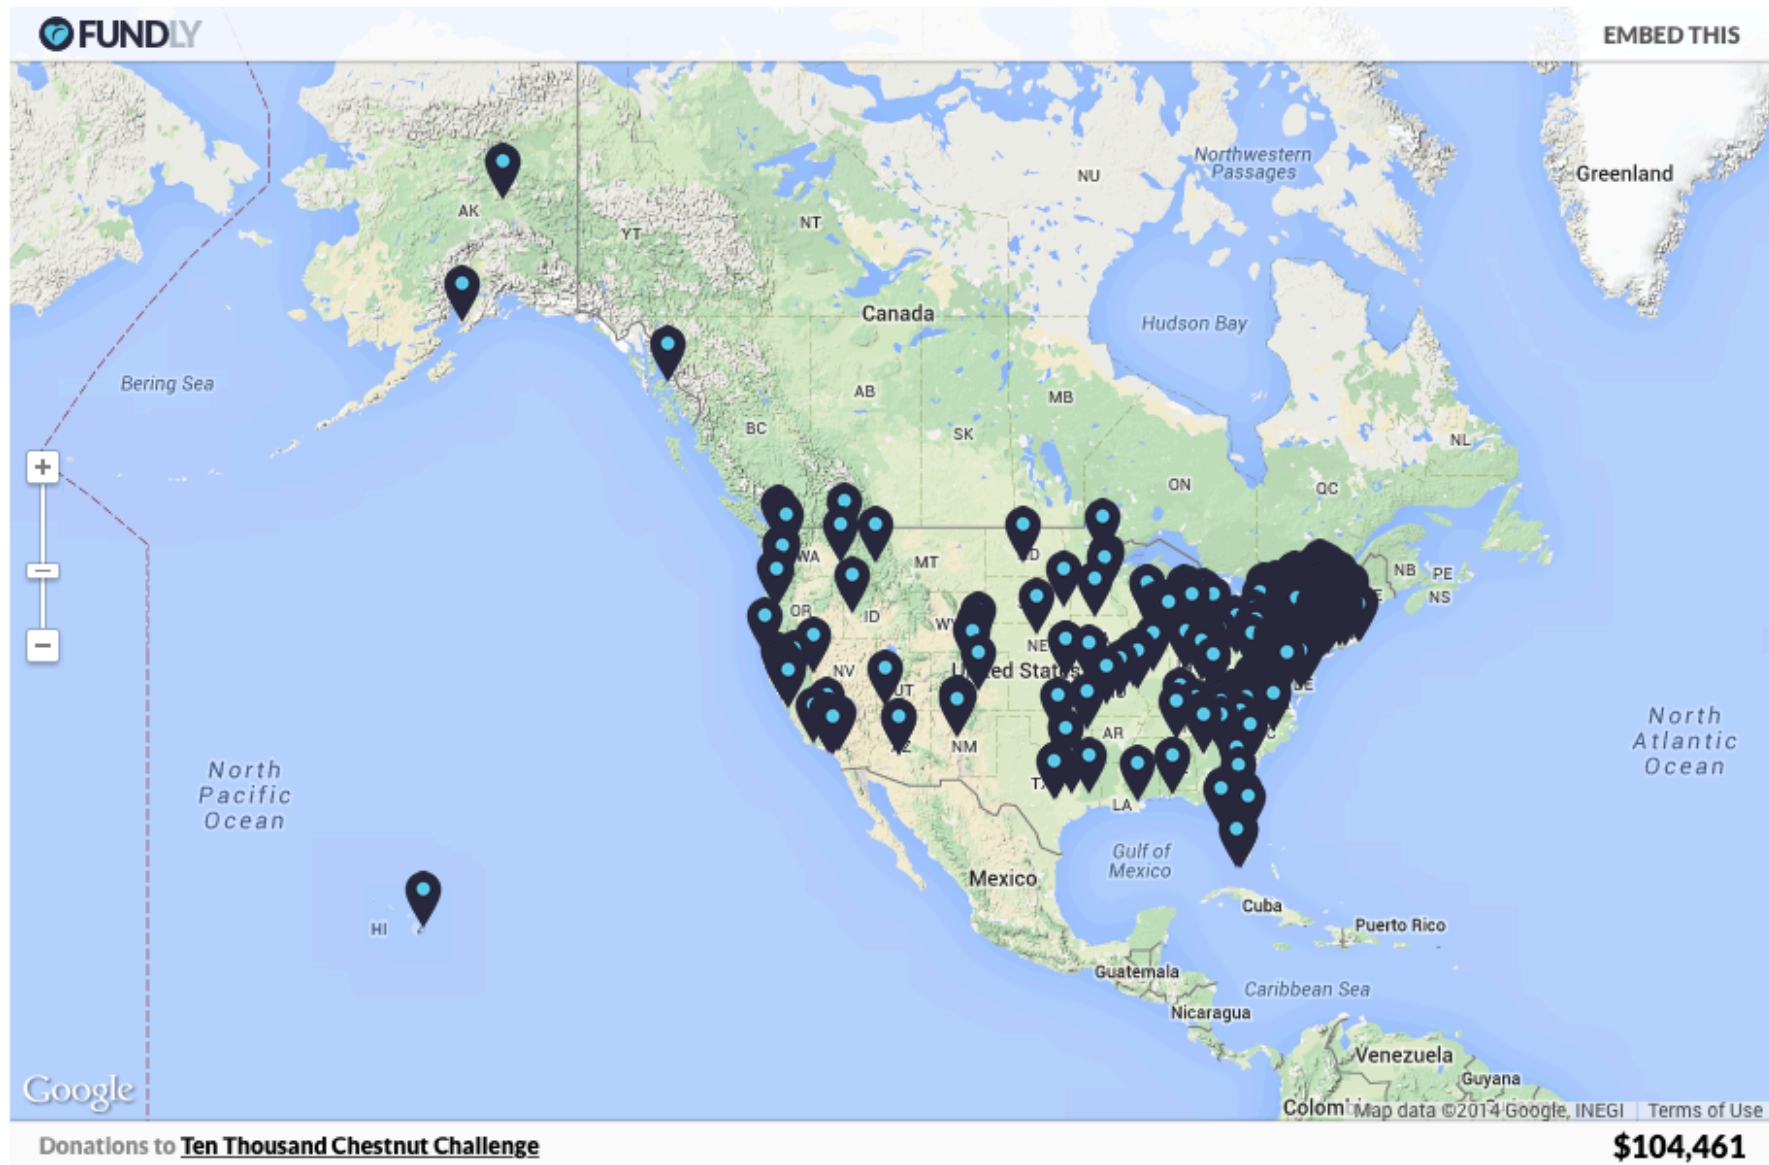 FUNDLY
EMBED THIS
Northwestern
Passages
Greenland
NU
AK
YT
NT
Canada
Hudson Bay
Bering Sea
AB
MB
BC
SK
NL
ON
QC
WA
MT
NB
PE
NS
OR
ID
NE
NV
UT
United States
AR
NM
LA
North
Pacific
Ocean
North
Atlantic
Ocean
Gulf of
Mexico
Mexico
HI
Cuba
Puerto Rico
Guatemala
Caribbean Sea
Nicaragua
Venezuela
Guyana
Google
Map data ©2014 Google, INEGI
Terms of Use
Donations to Ten Thousand Chestnut Challenge
$104,461